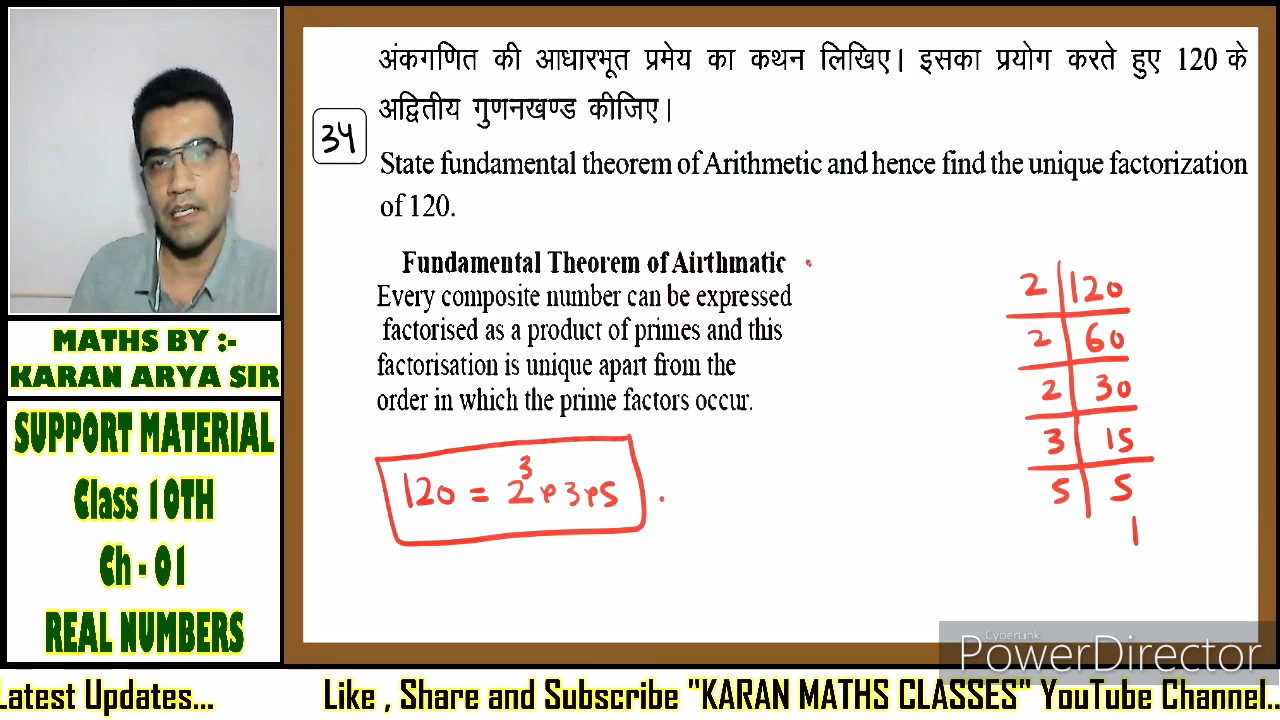 अंकगणित की आधारभूत प्रमेय का कथन लिखिए। इसका प्रयोग करते हुए 120 के
अद्वितीय गुणनखण्ड कीजिए।
34
State fundamental theorem of Arithmetic and hence find the unique factorization
of 120.
Fundamental Theorem of Airthmatic
Every composite number can be expressed
factorised as a product of primes and this
factorisation is unique apart from the
order in which the prime factors occur.
120 = 2³ × 3 × 5
2 120
2 60
2 30
3 15
5 5
1
MATHS BY :-
KARAN ARYA SIR
SUPPORT MATERIAL
Class 10TH
Ch - 01
REAL NUMBERS
CyberLink
PowerDirector
Latest Updates... Like , Share and Subscribe "KARAN MATHS CLASSES" YouTube Channel..